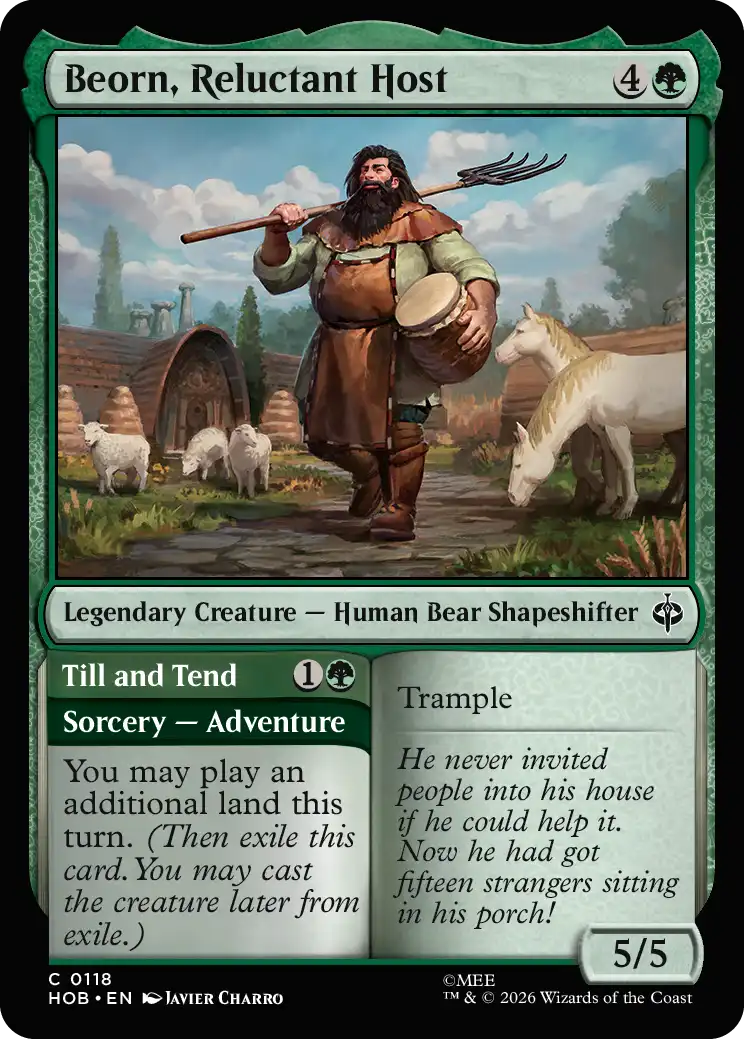 Beorn, Reluctant Host 4
Legendary Creature — Human Bear Shapeshifter
Till and Tend 1
Sorcery — Adventure
You may play an
additional land this
turn. (Then exile this
card. You may cast
the creature later from
exile.)
Trample
He never invited
people into his house
if he could help it.
Now he had got
fifteen strangers sitting
in his porch!
5/5
C 0118
HOB • EN Javier Charro
©MEE
™ & © 2026 Wizards of the Coast